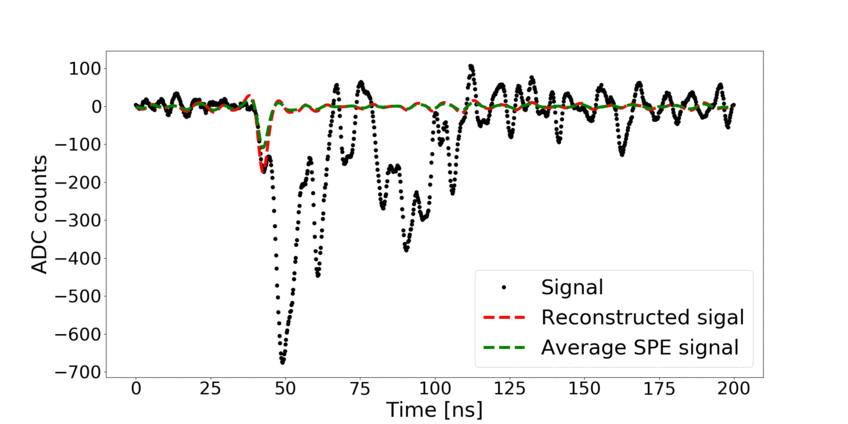 100
0
−100
−200
−300
−400
−500
−600
−700
ADC counts
Signal
Reconstructed sigal
Average SPE signal
0 25 50 75 100 125 150 175 200
Time [ns]